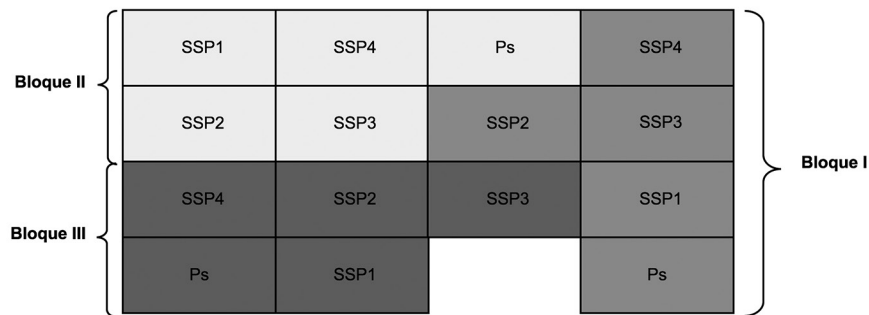 SSP1 SSP4 Ps SSP4
Bloque II
SSP2 SSP3 SSP2 SSP3
Bloque I
SSP4 SSP2 SSP3 SSP1
Bloque III
Ps SSP1 Ps